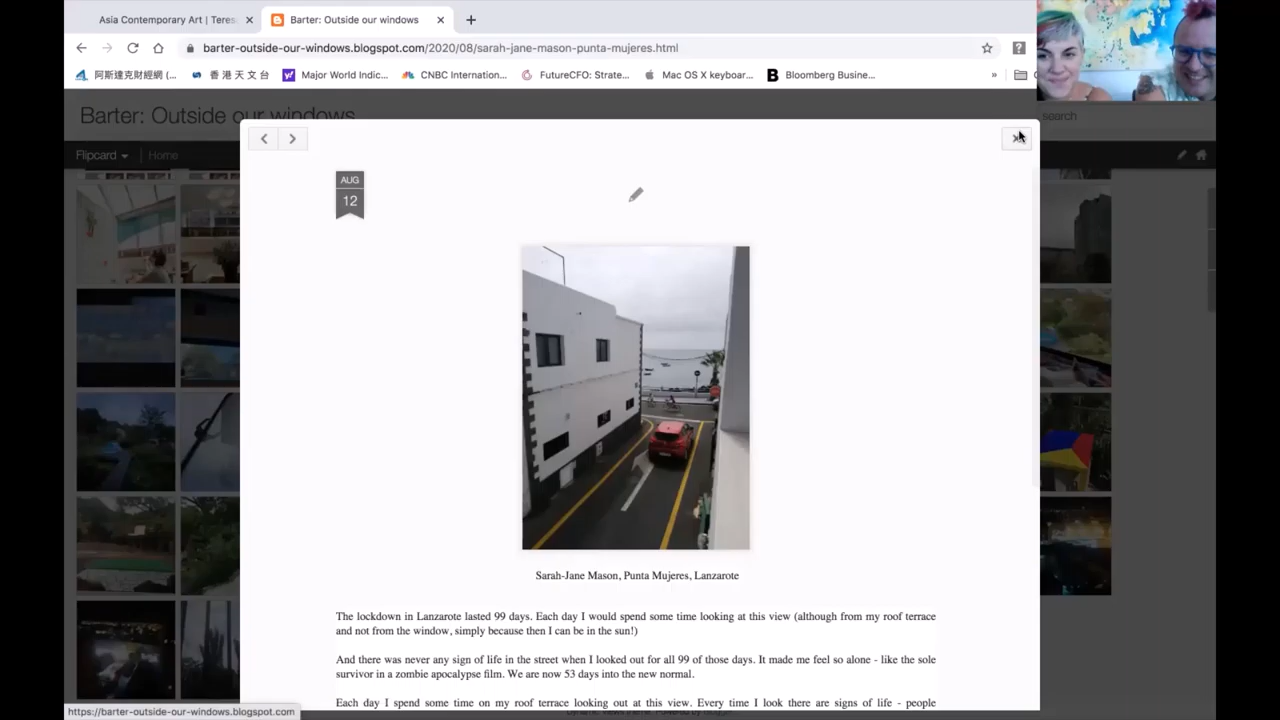 Asia Contemporary Art | Teres
Barter: Outside our windows
barter-outside-our-windows.blogspot.com/2020/08/sarah-jane-mason-punta-mujeres.html
阿斯達克財經網 (...
香 港 天 文 台
Major World Indic...
CNBC Internation...
FutureCFO: Strate...
Mac OS X keyboar...
Bloomberg Busine...
»
Barter: Outside our windows
search
Flipcard
Home
AUG
12
Sarah-Jane Mason, Punta Mujeres, Lanzarote
The lockdown in Lanzarote lasted 99 days. Each day I would spend some time looking at this view (although from my roof terrace
and not from the window, simply because then I can be in the sun!)
And there was never any sign of life in the street when I looked out for all 99 of those days. It made me feel so alone - like the sole
survivor in a zombie apocalypse film. We are now 53 days into the new normal.
Each day I spend some time on my roof terrace looking out at this view. Every time I look there are signs of life - people
https://barter-outside-our-windows.blogspot.com